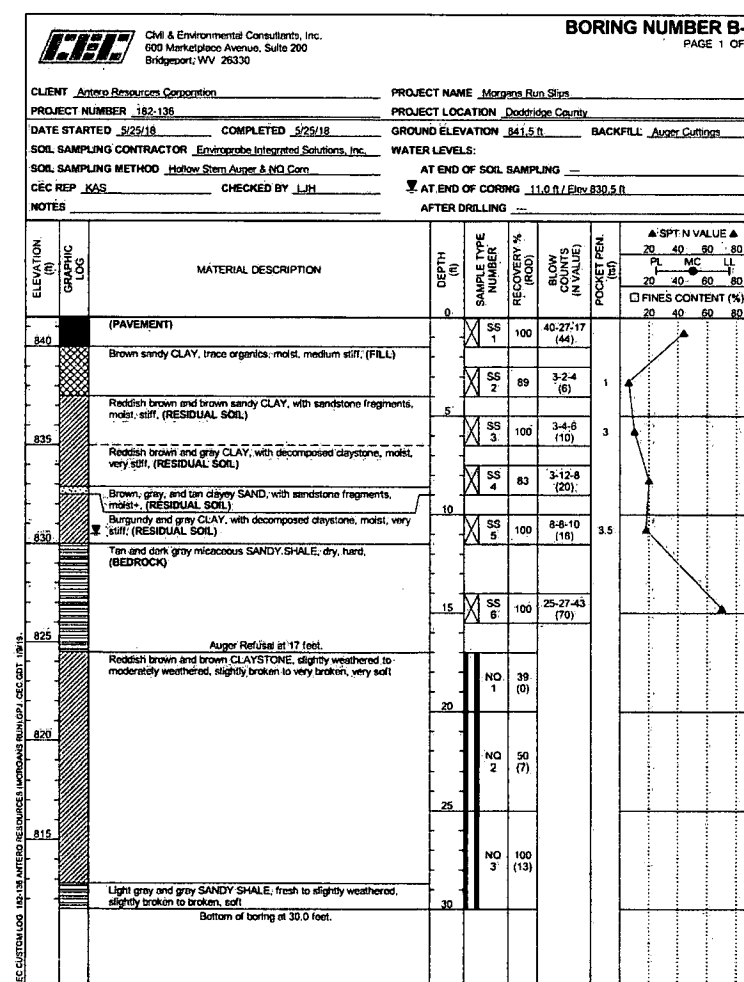 CEC
Civil & Environmental Consultants, Inc.
600 Marketplace Avenue, Suite 200
Bridgeport, WV 26330
BORING NUMBER B-
PAGE 1 OF
CLIENT Antero Resources Corporation
PROJECT NAME Morgans Run Slips
PROJECT NUMBER 182-136
PROJECT LOCATION Doddridge County
DATE STARTED 5/25/18 COMPLETED 5/25/18
GROUND ELEVATION 841.5 ft BACKFILL: Auger Cuttings
SOIL SAMPLING CONTRACTOR Enviroprobe Integrated Solutions, Inc.
WATER LEVELS:
SOIL SAMPLING METHOD Hollow Stem Auger & NQ Core
AT END OF SOIL SAMPLING ---
CEC REP KAS CHECKED BY LJH
AT END OF CORING 11.0 ft / Elev 830.5 ft
NOTES
AFTER DRILLING ---
ELEVATION (ft)
GRAPHIC LOG
MATERIAL DESCRIPTION
DEPTH (ft)
SAMPLE TYPE NUMBER
RECOVERY % (RQD)
BLOW COUNTS (N VALUE)
POCKET PEN. (tsf)
▲ SPT N VALUE ▲
20 40 60 80
PL MC LL
20 40 60 80
☐ FINES CONTENT (%)
20 40 60 80
0
(PAVEMENT)
SS 1 100 40-27-17 (44)
840
Brown sandy CLAY, trace organics, moist, medium stiff, (FILL)
SS 2 89 3-2-4 (6) 1
Reddish brown and brown sandy CLAY, with sandstone fragments,
moist, stiff, (RESIDUAL SOIL)
5
SS 3 100 3-4-6 (10) 3
835
Reddish brown and gray CLAY, with decomposed claystone, moist,
very stiff, (RESIDUAL SOIL)
SS 4 83 3-12-8 (20)
Brown, gray, and tan clayey SAND, with sandstone fragments,
moist+, (RESIDUAL SOIL)
10
Burgundy and gray CLAY, with decomposed claystone, moist, very
stiff, (RESIDUAL SOIL)
SS 5 100 8-8-10 (18) 3.5
830
Tan and dark gray micaceous SANDY SHALE, dry, hard,
(BEDROCK)
15
SS 6 100 25-27-43 (70)
825
Auger Refusal at 17 feet.
Reddish brown and brown CLAYSTONE, slightly weathered to
moderately weathered, slightly broken to very broken, very soft
NQ 1 39 (0)
20
820
NQ 2 50 (7)
25
815
NQ 3 100 (13)
Light gray and gray SANDY SHALE, fresh to slightly weathered,
slightly broken to broken, soft
30
Bottom of boring at 30.0 feet.
EC CUSTOM LOG 182-136 ANTERO RESOURCES (MORGANS RUN).GPJ CEC.GDT 1/9/19